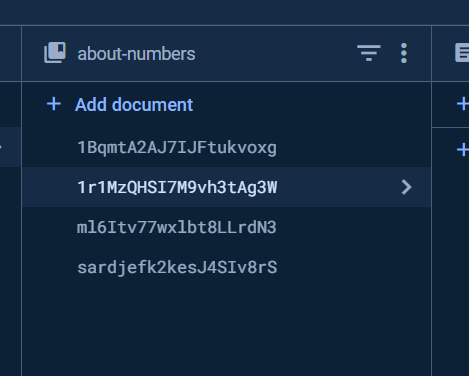 about-numbers
+ Add document
1BqmtA2AJ7IJFtukvoxg
1r1MzQHSI7M9vh3tAg3W
ml6Itv77wxlbt8LLrdN3
sardjefk2kesJ4SIv8rS